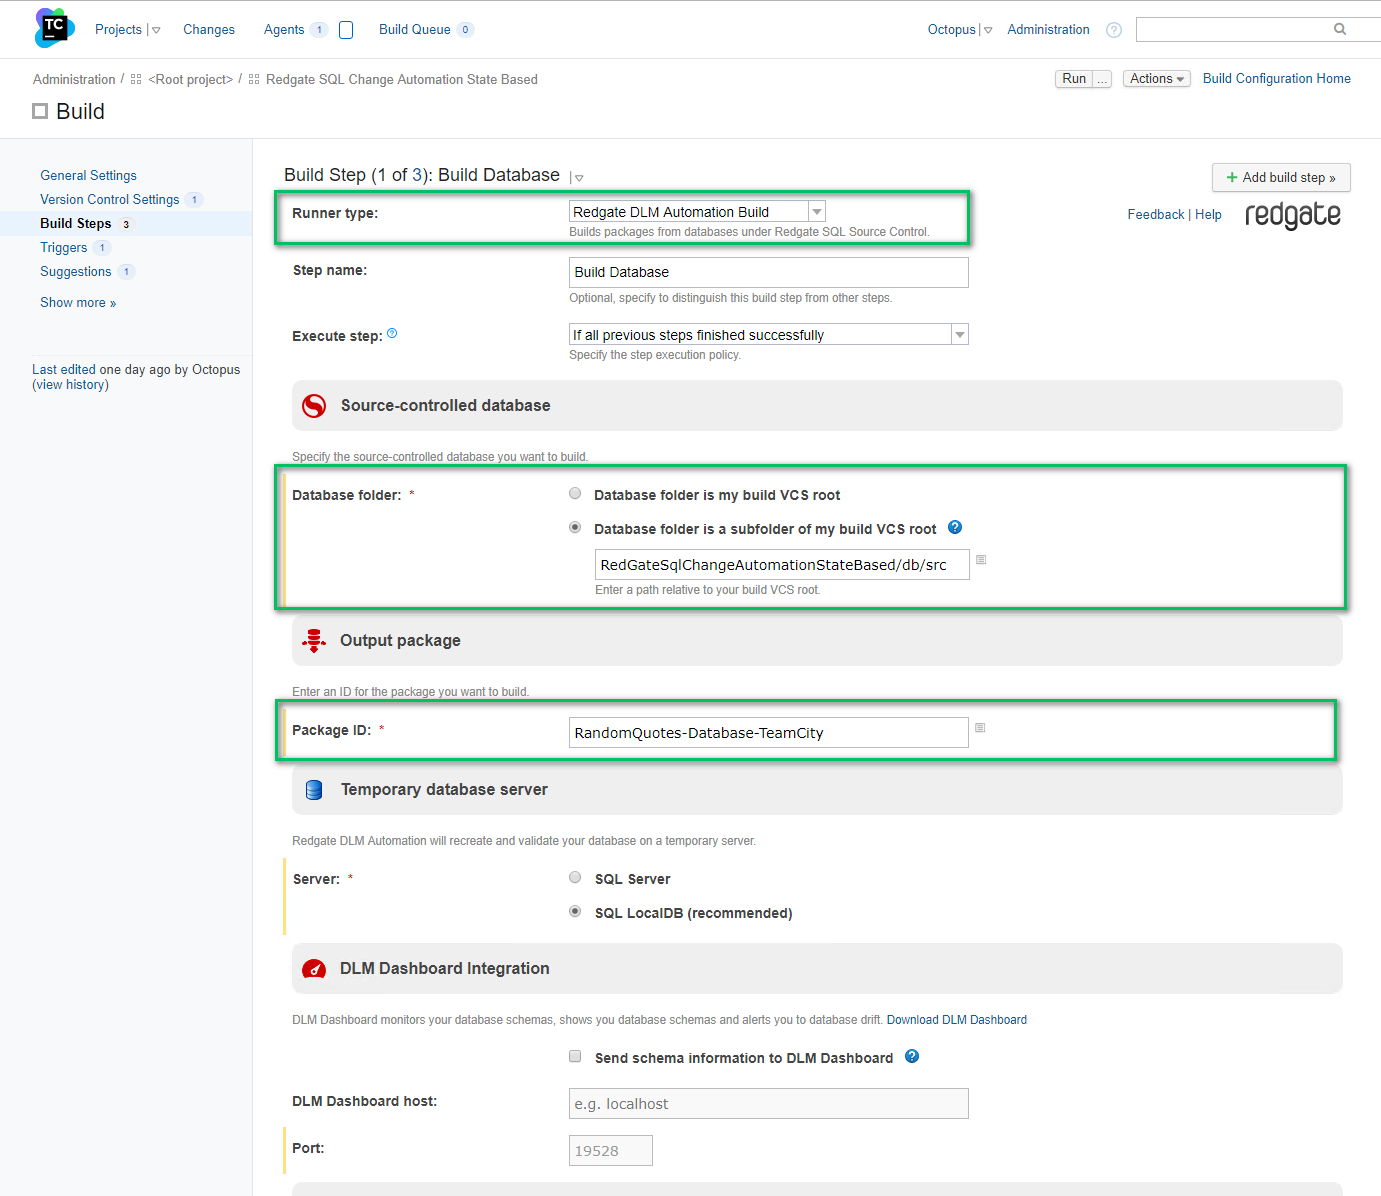 TC Projects Changes Agents 1 Build Queue 0 Octopus Administration ?
Administration / <Root project> / Redgate SQL Change Automation State Based Run ... Actions Build Configuration Home
Build
General Settings
Version Control Settings 1
Build Steps 3
Triggers 1
Suggestions 1
Show more »
Last edited one day ago by Octopus
(view history)
Build Step (1 of 3): Build Database
+ Add build step »
Feedback | Help redgate
Runner type: Redgate DLM Automation Build
Builds packages from databases under Redgate SQL Source Control.
Step name: Build Database
Optional, specify to distinguish this build step from other steps.
Execute step: ? If all previous steps finished successfully
Specify the step execution policy.
Source-controlled database
Specify the source-controlled database you want to build.
Database folder: * Database folder is my build VCS root
Database folder is a subfolder of my build VCS root ?
RedGateSqlChangeAutomationStateBased/db/src
Enter a path relative to your build VCS root.
Output package
Enter an ID for the package you want to build.
Package ID: * RandomQuotes-Database-TeamCity
Temporary database server
Redgate DLM Automation will recreate and validate your database on a temporary server.
Server: * SQL Server
SQL LocalDB (recommended)
DLM Dashboard Integration
DLM Dashboard monitors your database schemas, shows you database schemas and alerts you to database drift. Download DLM Dashboard
Send schema information to DLM Dashboard ?
DLM Dashboard host: e.g. localhost
Port: 19528